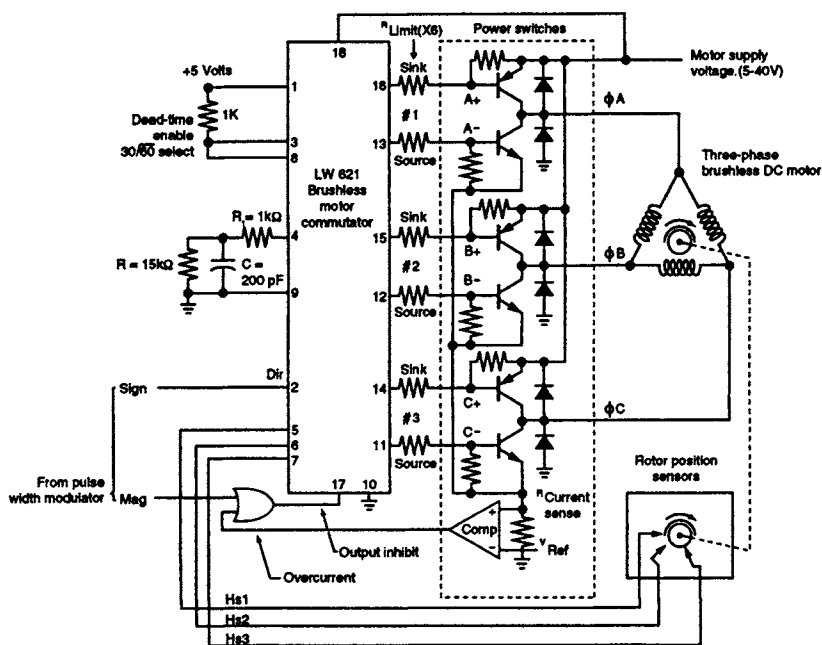 R Limit(X6)
Power switches
18
+5 Volts
1
1K
Dead-time
enable
30/60 select
3
8
LW 621
Brushless
motor
commutator
R, = 1kΩ
4
R = 15kΩ
C =
200 pF
9
Dir
Sign
2
5
6
7
From pulse
width modulator
Mag
17
10
Output inhibit
Overcurrent
Hs1
Hs2
Hs3
Sink
16
A+
#1
13
A−
Source
Sink
15
B+
#2
12
B−
Source
Sink
14
C+
#3
11
C−
Source
R Current
sense
+
Comp
−
V Ref
Motor supply
voltage.(5-40V)
ϕA
Three-phase
brushless DC motor
ϕB
ϕC
Rotor position
sensors